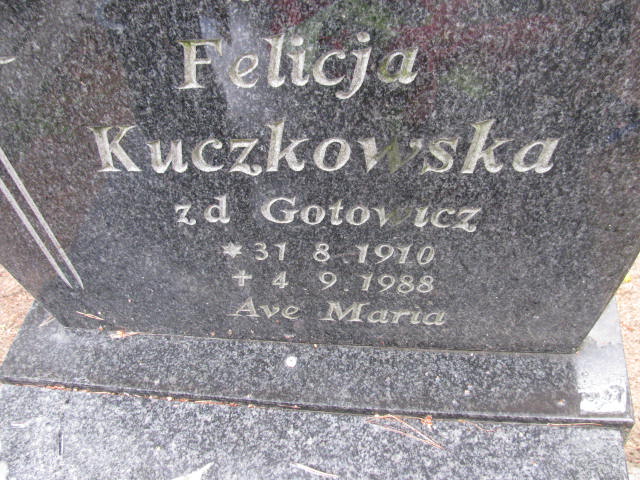 Felicja
Kuczkowska
zd Gotowicz
* 31 8 1910
+ 4 9 1988
Ave Maria